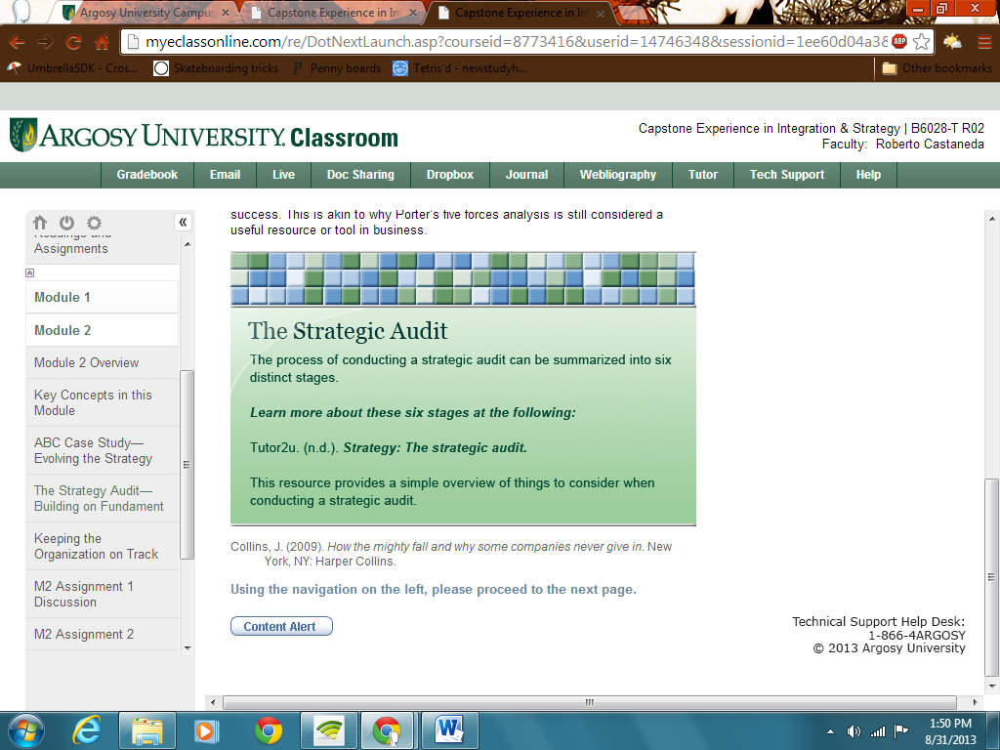 Argosy University Campu
Capstone Experience in In
Capstone Experience in In
myeclassonline.com/re/DotNextLaunch.asp?courseid=8773416&userid=14746348&sessionid=1ee60d04a38
ABP
UmbrellaSDK - Cros...
Skateboarding tricks
Penny boards
Tetris'd - newstudyh...
Other bookmarks
ARGOSY UNIVERSITY. Classroom
Capstone Experience in Integration & Strategy | B6028-T R02
Faculty: Roberto Castaneda
Gradebook
Email
Live
Doc Sharing
Dropbox
Journal
Webliography
Tutor
Tech Support
Help
«
Readings and
Assignments
Module 1
Module 2
Module 2 Overview
Key Concepts in this
Module
ABC Case Study—
Evolving the Strategy
The Strategy Audit—
Building on Fundament
Keeping the
Organization on Track
M2 Assignment 1
Discussion
M2 Assignment 2
success. This is akin to why Porter's five forces analysis is still considered a
useful resource or tool in business.
The Strategic Audit
The process of conducting a strategic audit can be summarized into six
distinct stages.
Learn more about these six stages at the following:
Tutor2u. (n.d.). Strategy: The strategic audit.
This resource provides a simple overview of things to consider when
conducting a strategic audit.
Collins, J. (2009). How the mighty fall and why some companies never give in. New
York, NY: Harper Collins.
Using the navigation on the left, please proceed to the next page.
Content Alert
Technical Support Help Desk:
1-866-4ARGOSY
© 2013 Argosy University
1:50 PM
8/31/2013